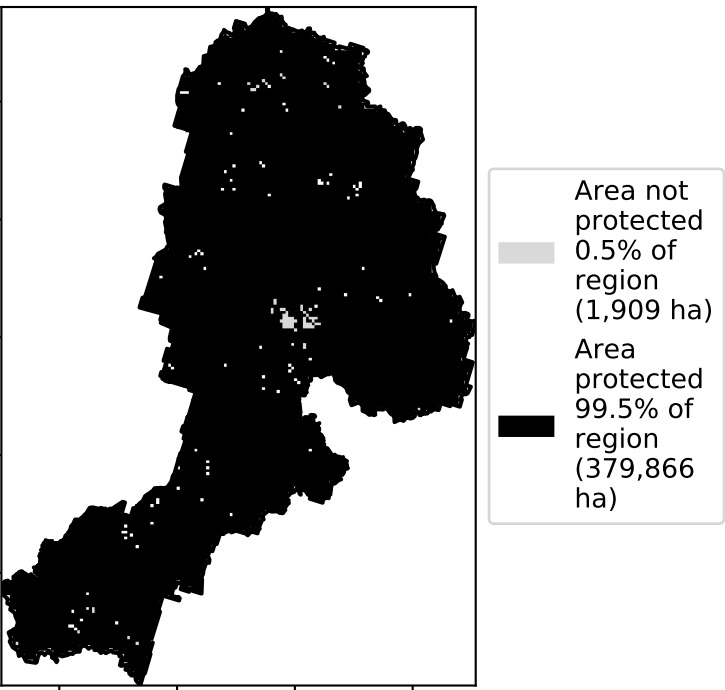 Area not
protected
0.5% of
region
(1,909 ha)
Area
protected
99.5% of
region
(379,866
ha)